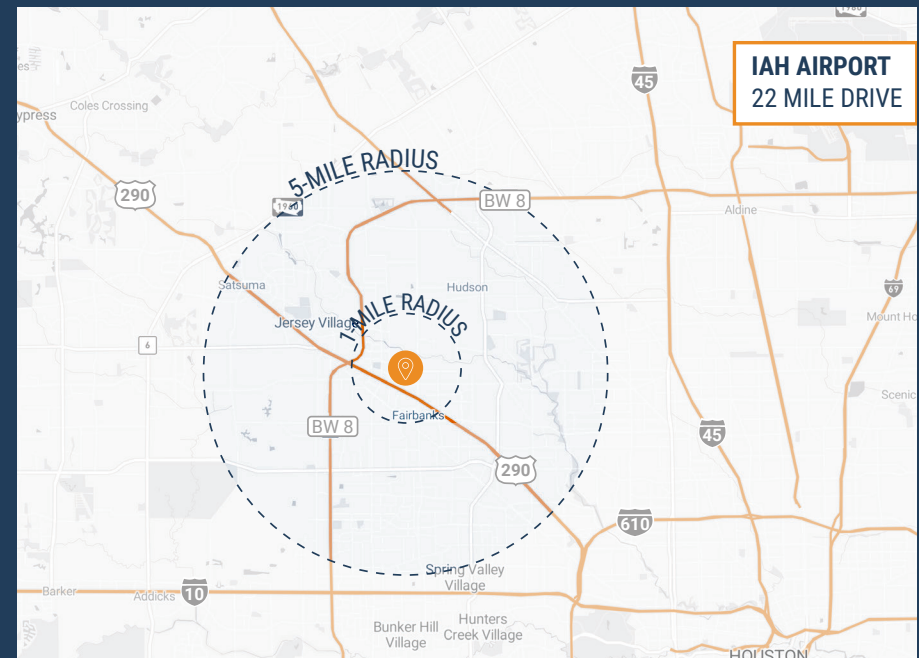 1960
45
IAH AIRPORT
22 MILE DRIVE
es
Coles Crossing
ypress
5-MILE RADIUS
290
BW 8
1960
Aldine
Satsuma
Hudson
69
1-MILE RADIUS
Jersey Village
Mount Ho
6
Scenic
Fairbanks
BW 8
45
290
610
Spring Valley
Village
Barker
Addicks
10
Bunker Hill
Village
Hunters
Creek Village
HOUSTON